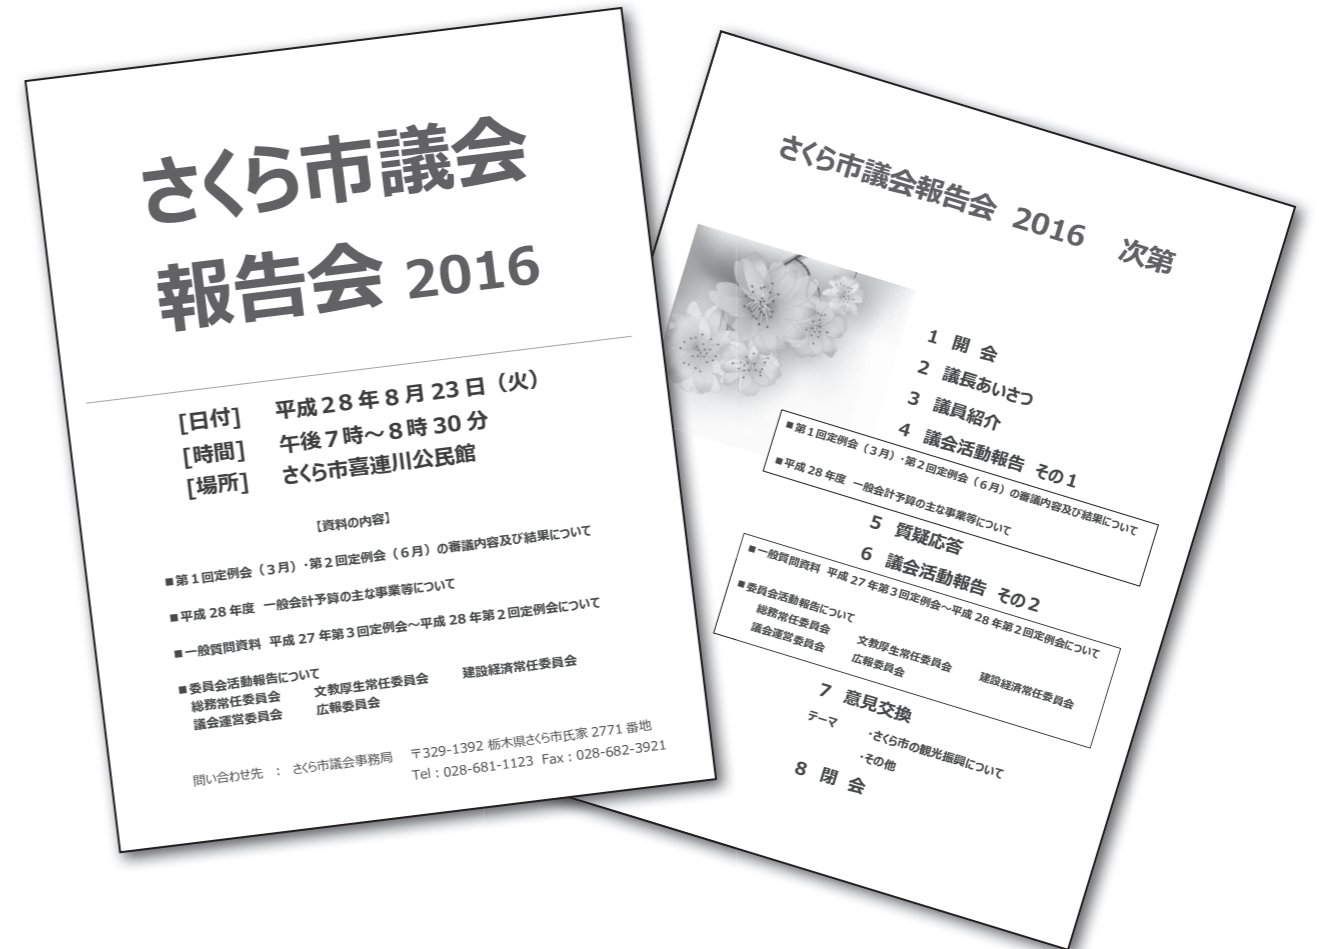 さくら市議会
報告会 2016
[日付] 平成28年8月23日（火）
[時間] 午後7時～8時30分
[場所] さくら市喜連川公民館
【資料の内容】
■第1回定例会（3月）・第2回定例会（6月）の審議内容及び結果について
■平成28年度 一般会計予算の主な事業等について
■一般質問資料 平成27年第3回定例会～平成28年第2回定例会について
■委員会活動報告について
総務常任委員会 文教厚生常任委員会 建設経済常任委員会
議会運営委員会 広報委員会
問い合わせ先 ： さくら市議会事務局 〒329-1392 栃木県さくら市氏家2771番地
Tel：028-681-1123 Fax：028-682-3921
さくら市議会報告会 2016 次第
1 開 会
2 議長あいさつ
3 議員紹介
4 議会活動報告 その1
■第1回定例会（3月）・第2回定例会（6月）の審議内容及び結果について
■平成28年度 一般会計予算の主な事業等について
5 質疑応答
6 議会活動報告 その2
■一般質問資料 平成27年第3回定例会～平成28年第2回定例会について
■委員会活動報告について
総務常任委員会 文教厚生常任委員会 建設経済常任委員会
議会運営委員会 広報委員会
7 意見交換
テーマ ・さくら市の観光振興について
・その他
8 閉 会